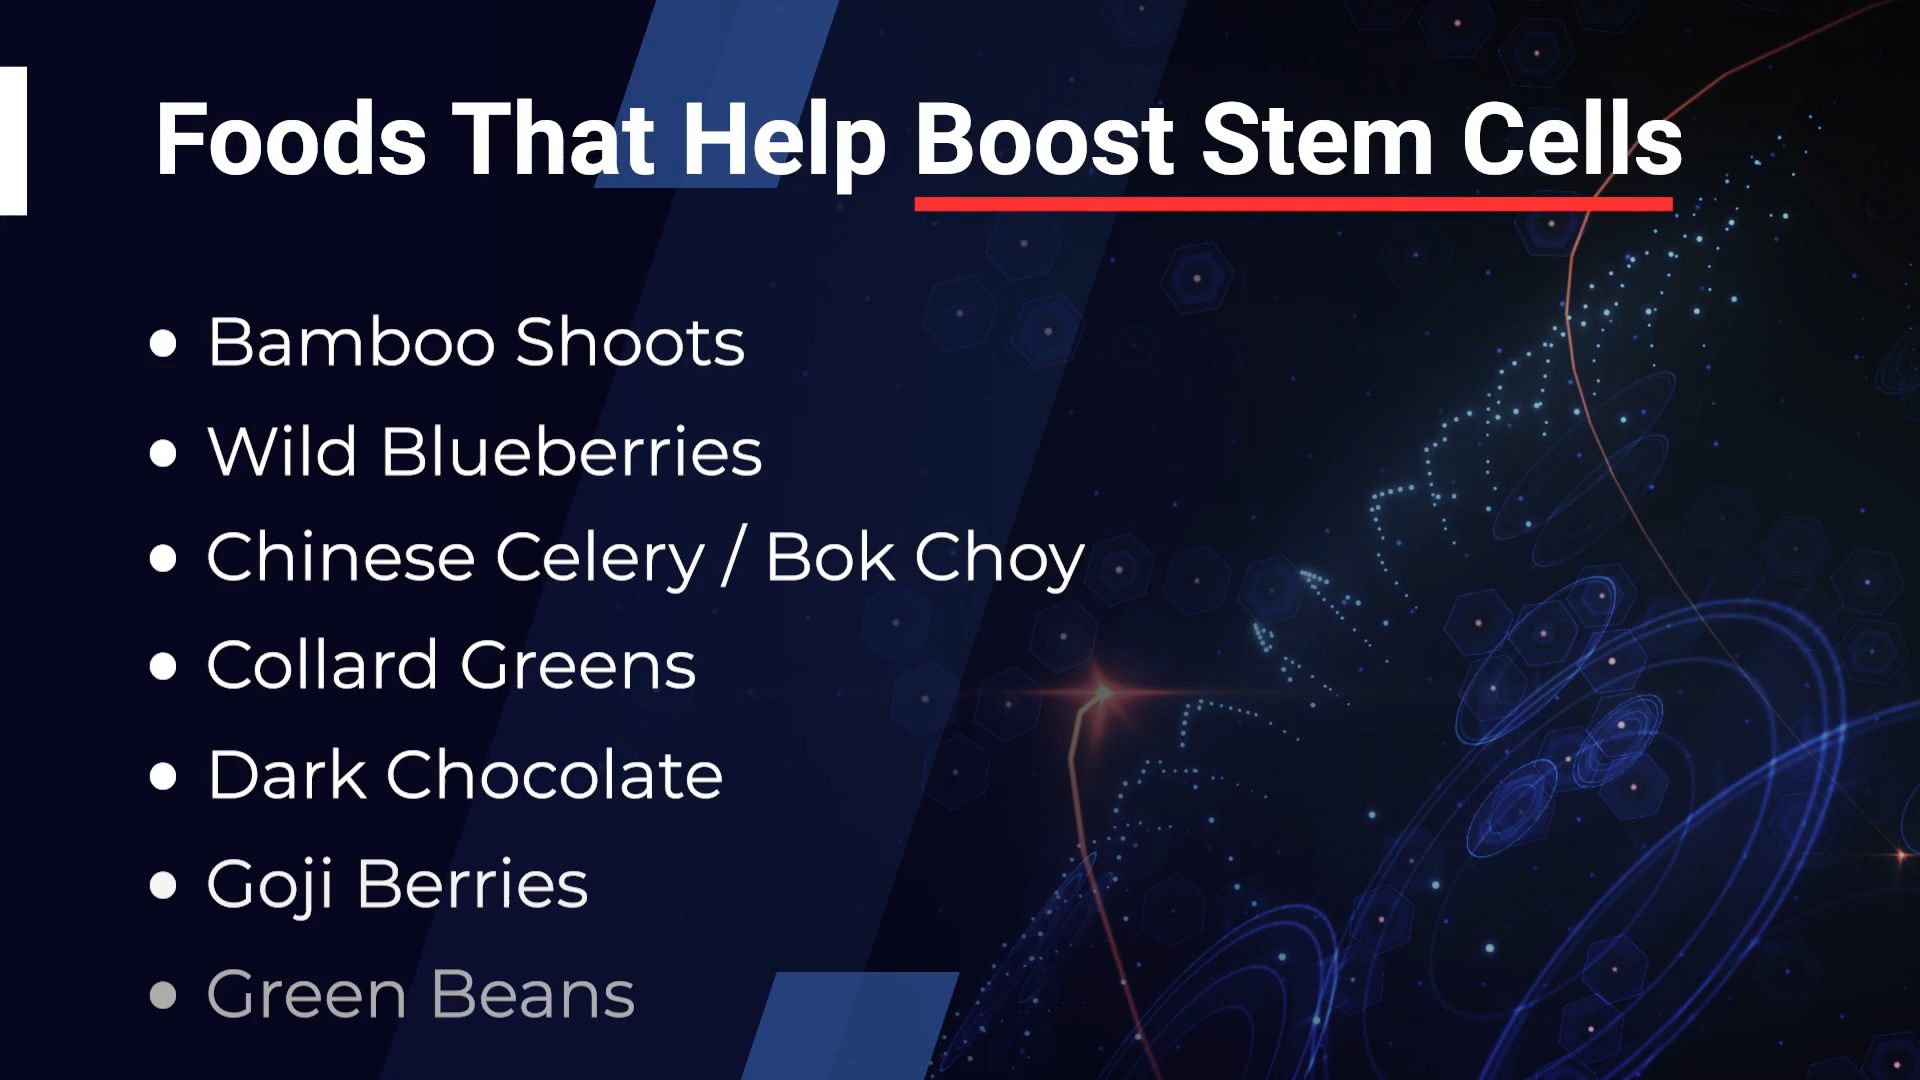 Foods That Help Boost Stem Cells
• Bamboo Shoots
• Wild Blueberries
• Chinese Celery / Bok Choy
• Collard Greens
• Dark Chocolate
• Goji Berries
• Green Beans